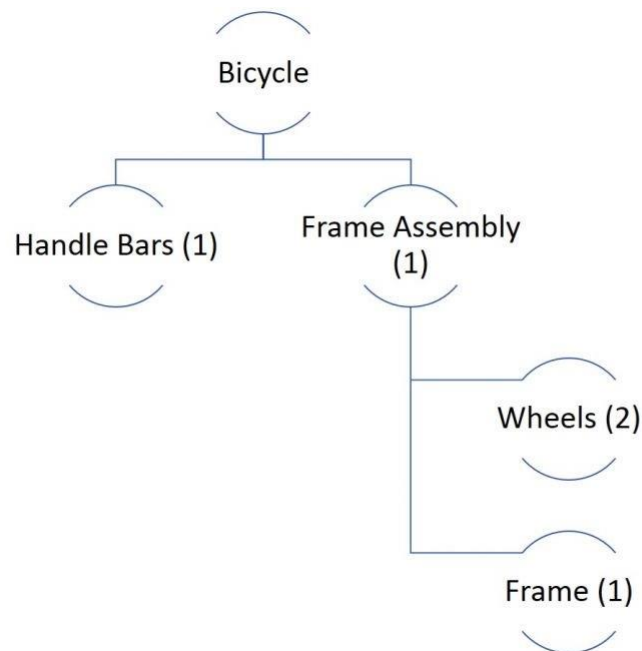 Bicycle
Handle Bars (1)
Frame Assembly
(1)
Wheels (2)
Frame (1)